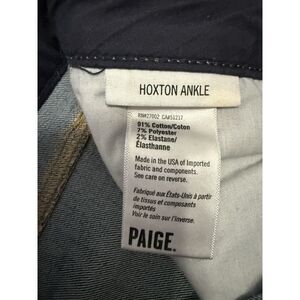 HOXTON ANKLE
RN#27002 CA#51217
91% Cotton/Coton
7% Polyester
2% Elastane/
Élasthanne
Made in the USA of imported
fabric and components.
See care on reverse.
Fabriqué aux États-Unis à partir
de tissus et composants
importés
Voir le soin sur l'inverse.
PAIGE.